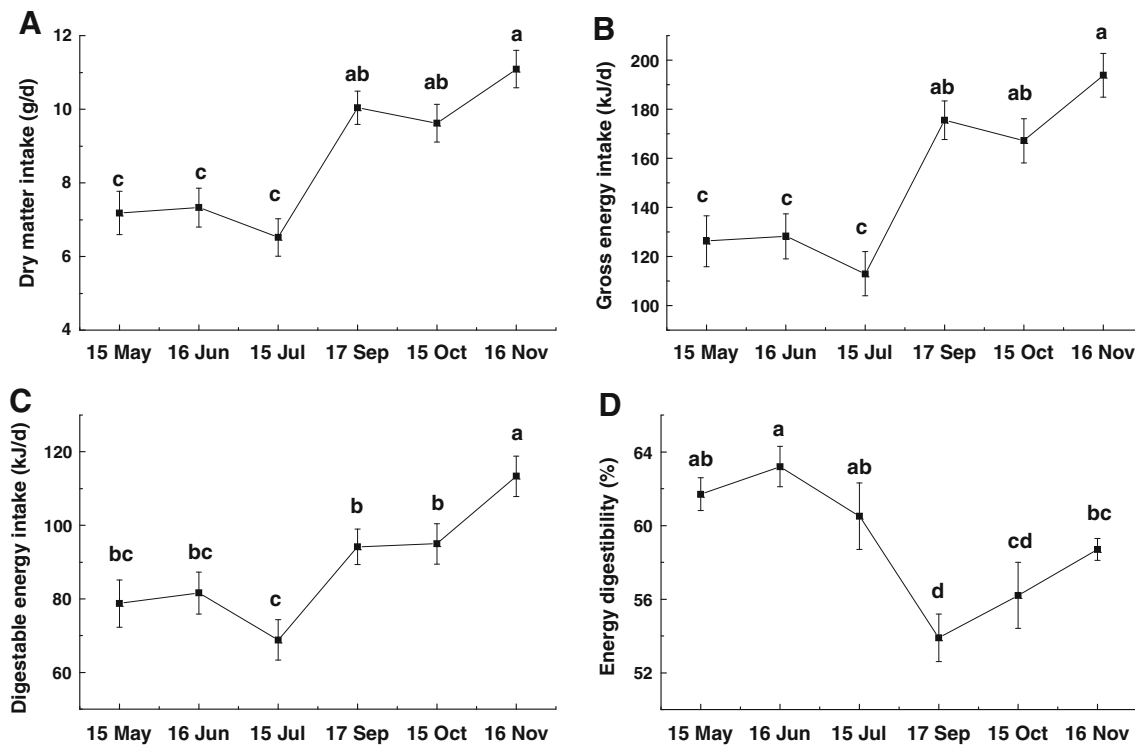 A
Dry matter intake (g/d)
12
10
8
6
4
c
c
c
ab
ab
a
15 May 16 Jun 15 Jul 17 Sep 15 Oct 16 Nov
B
Gross energy intake (kJ/d)
200
180
160
140
120
100
c
c
c
ab
ab
a
15 May 16 Jun 15 Jul 17 Sep 15 Oct 16 Nov
C
Digestable energy intake (kJ/d)
120
100
80
60
bc
bc
c
b
b
a
15 May 16 Jun 15 Jul 17 Sep 15 Oct 16 Nov
D
Energy digestibility (%)
64
60
56
52
ab
a
ab
d
cd
bc
15 May 16 Jun 15 Jul 17 Sep 15 Oct 16 Nov